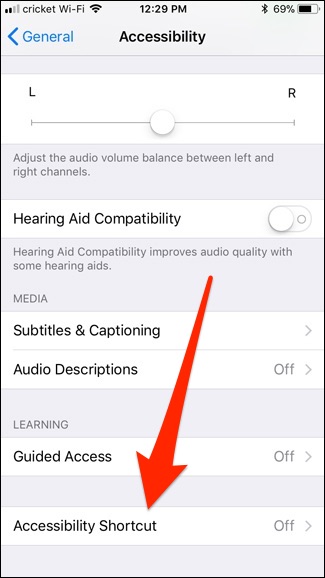 cricket Wi-Fi 12:29 PM 69%
General Accessibility
L R
Adjust the audio volume balance between left and
right channels.
Hearing Aid Compatibility
Hearing Aid Compatibility improves audio quality with
some hearing aids.
MEDIA
Subtitles & Captioning
Audio Descriptions Off
LEARNING
Guided Access Off
Accessibility Shortcut Off